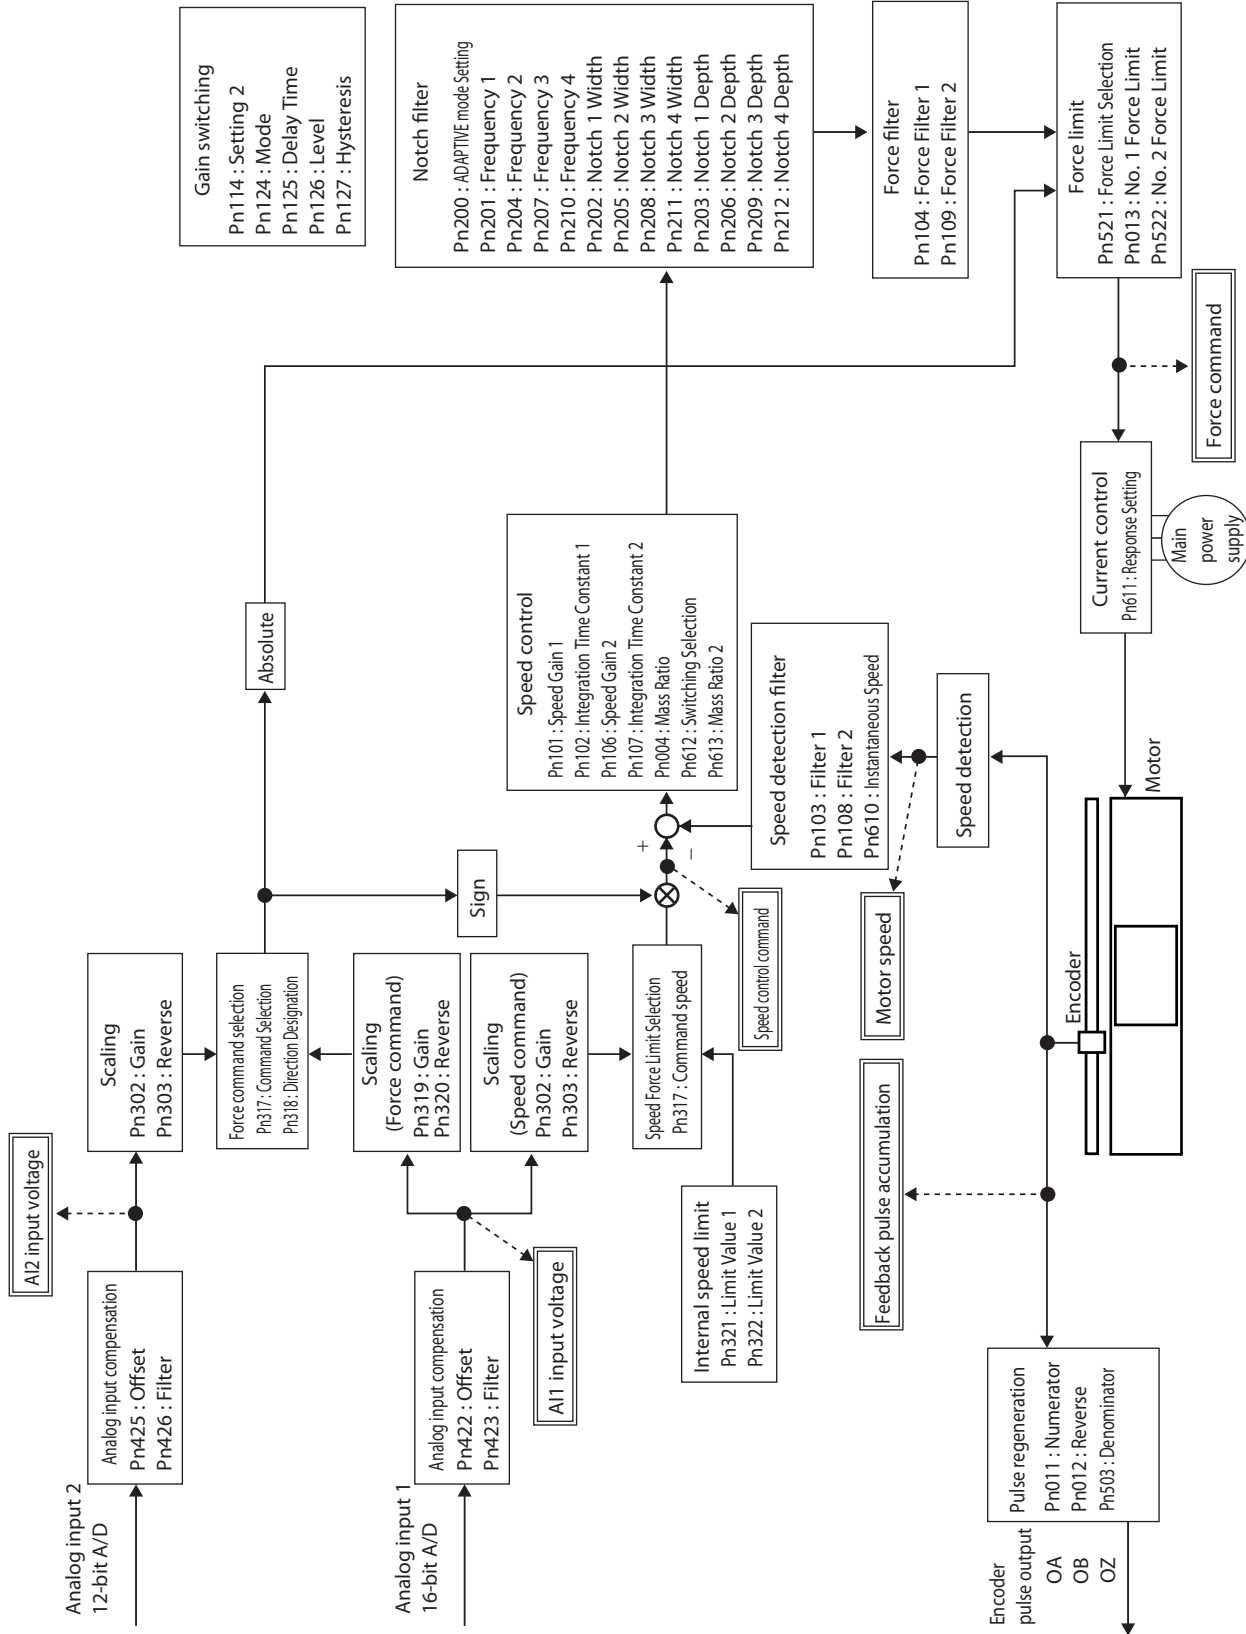 Analog input 2
12-bit A/D
Analog input compensation
Pn425 : Offset
Pn426 : Filter
AI2 input voltage
Scaling
Pn302 : Gain
Pn303 : Reverse
Force command selection
Pn317 : Command Selection
Pn318 : Direction Designation
Absolute
Sign
Gain switching
Pn114 : Setting 2
Pn124 : Mode
Pn125 : Delay Time
Pn126 : Level
Pn127 : Hysteresis
Analog input 1
16-bit A/D
Analog input compensation
Pn422 : Offset
Pn423 : Filter
AI1 input voltage
Scaling
(Force command)
Pn319 : Gain
Pn320 : Reverse
Scaling
(Speed command)
Pn302 : Gain
Pn303 : Reverse
Internal speed limit
Pn321 : Limit Value 1
Pn322 : Limit Value 2
Speed Force Limit Selection
Pn317 : Command speed
Speed control command
+
−
Speed control
Pn101 : Speed Gain 1
Pn102 : Integration Time Constant 1
Pn106 : Speed Gain 2
Pn107 : Integration Time Constant 2
Pn004 : Mass Ratio
Pn612 : Switching Selection
Pn613 : Mass Ratio 2
Notch filter
Pn200 : ADAPTIVE mode Setting
Pn201 : Frequency 1
Pn204 : Frequency 2
Pn207 : Frequency 3
Pn210 : Frequency 4
Pn202 : Notch 1 Width
Pn205 : Notch 2 Width
Pn208 : Notch 3 Width
Pn211 : Notch 4 Width
Pn203 : Notch 1 Depth
Pn206 : Notch 2 Depth
Pn209 : Notch 3 Depth
Pn212 : Notch 4 Depth
Speed detection filter
Pn103 : Filter 1
Pn108 : Filter 2
Pn610 : Instantaneous Speed
Force filter
Pn104 : Force Filter 1
Pn109 : Force Filter 2
Feedback pulse accumulation
Motor speed
Speed detection
Force limit
Pn521 : Force Limit Selection
Pn013 : No. 1 Force Limit
Pn522 : No. 2 Force Limit
Encoder
pulse output
OA
OB
OZ
Pulse regeneration
Pn011 : Numerator
Pn012 : Reverse
Pn503 : Denominator
Encoder
Motor
Current control
Pn611 : Response Setting
Main
power
supply
Force command